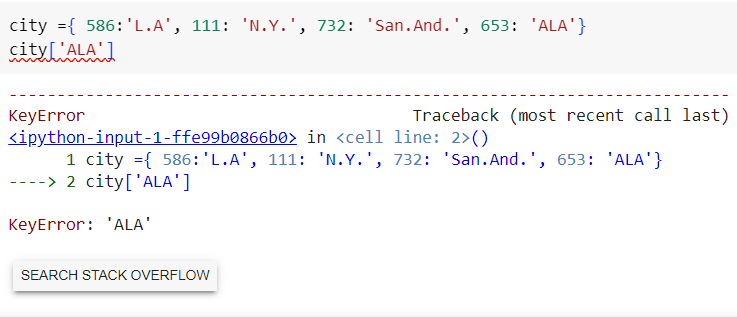 city ={ 586:'L.A', 111: 'N.Y.', 732: 'San.And.', 653: 'ALA'}
city['ALA']
---------------------------------------------------------------------------
KeyError                                  Traceback (most recent call last)
<ipython-input-1-ffe99b0866b0> in <cell line: 2>()
      1 city ={ 586:'L.A', 111: 'N.Y.', 732: 'San.And.', 653: 'ALA'}
----> 2 city['ALA']
KeyError: 'ALA'
SEARCH STACK OVERFLOW